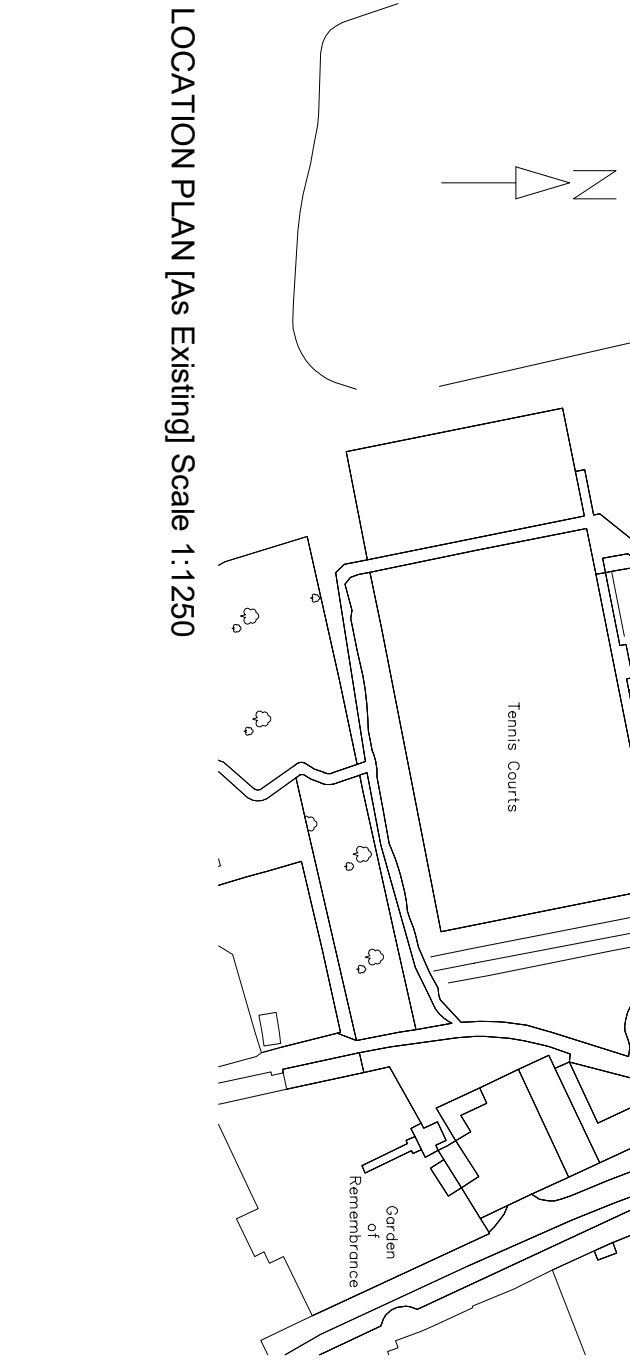 LOCATION PLAN [As Existing] Scale 1:1250
N
Tennis Courts
Garden
of
Remembrance